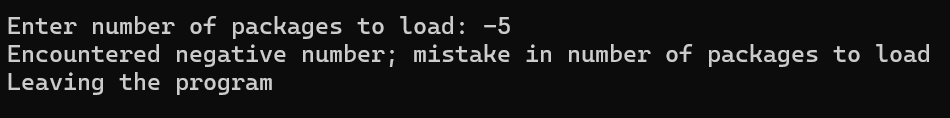 Enter number of packages to load: -5
Encountered negative number; mistake in number of packages to load
Leaving the program